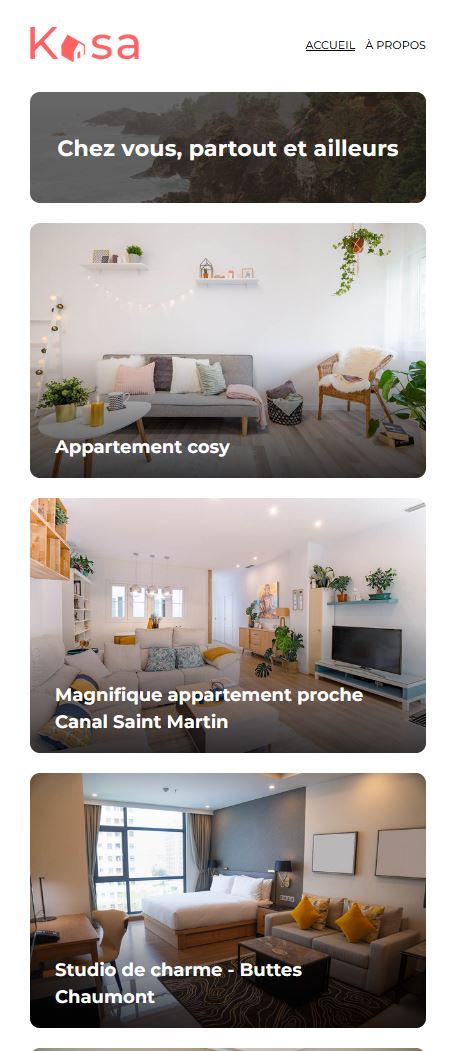 Kasa
ACCUEIL À PROPOS
Chez vous, partout et ailleurs
Appartement cosy
Magnifique appartement proche
Canal Saint Martin
Studio de charme - Buttes
Chaumont